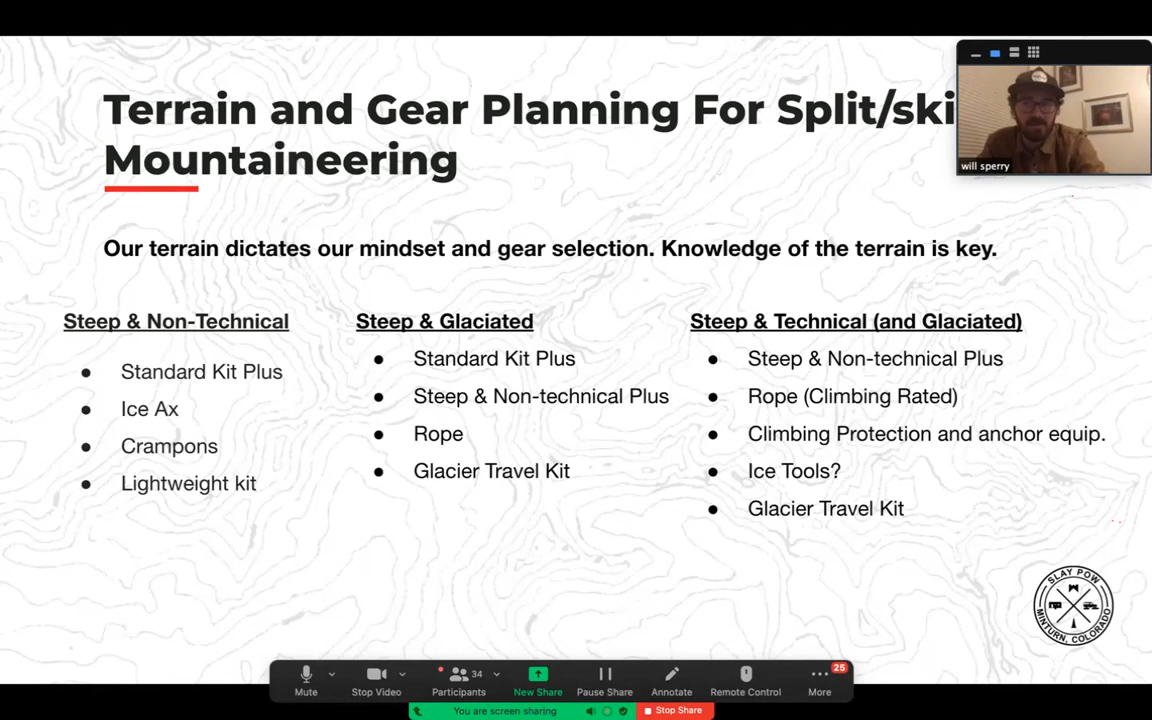 Terrain and Gear Planning For Split/ski
Mountaineering
will sperry
Our terrain dictates our mindset and gear selection. Knowledge of the terrain is key.
Steep & Non-Technical
Standard Kit Plus
Ice Ax
Crampons
Lightweight kit
Steep & Glaciated
Standard Kit Plus
Steep & Non-technical Plus
Rope
Glacier Travel Kit
Steep & Technical (and Glaciated)
Steep & Non-technical Plus
Rope (Climbing Rated)
Climbing Protection and anchor equip.
Ice Tools?
Glacier Travel Kit
SLAY POW
MINTURN, COLORADO
Mute
Stop Video
34
Participants
New Share
Pause Share
Annotate
Remote Control
25
More
You are screen sharing
Stop Share